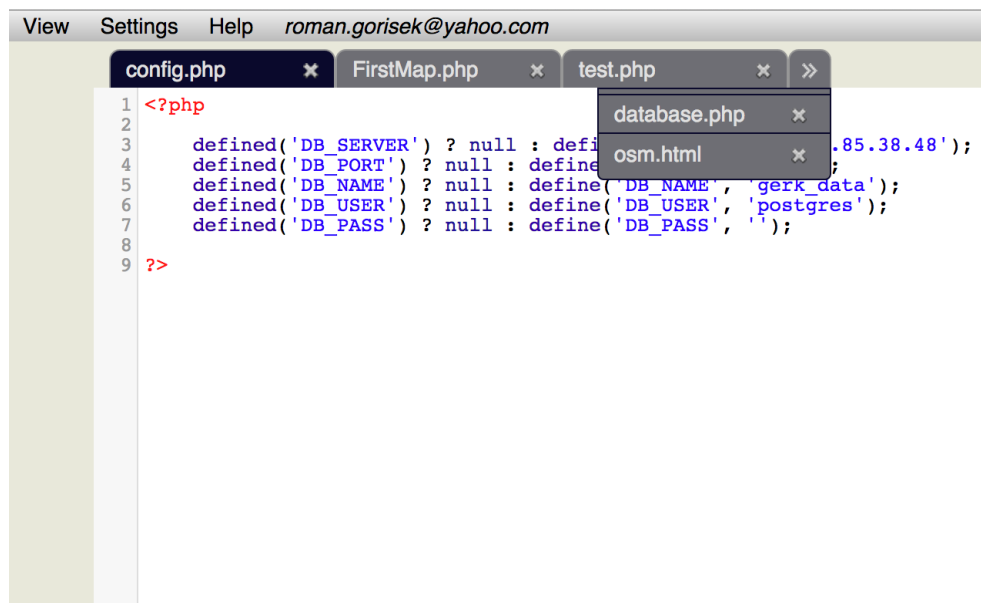 View Settings Help roman.gorisek@yahoo.com
config.php × FirstMap.php × test.php × »
database.php ×
osm.html ×
1 <?php
2
3 defined('DB_SERVER') ? null : defi .85.38.48');
4 defined('DB_PORT') ? null : define ;
5 defined('DB_NAME') ? null : define('DB_NAME', 'gerk_data');
6 defined('DB_USER') ? null : define('DB_USER', 'postgres');
7 defined('DB_PASS') ? null : define('DB_PASS', '');
8
9 ?>